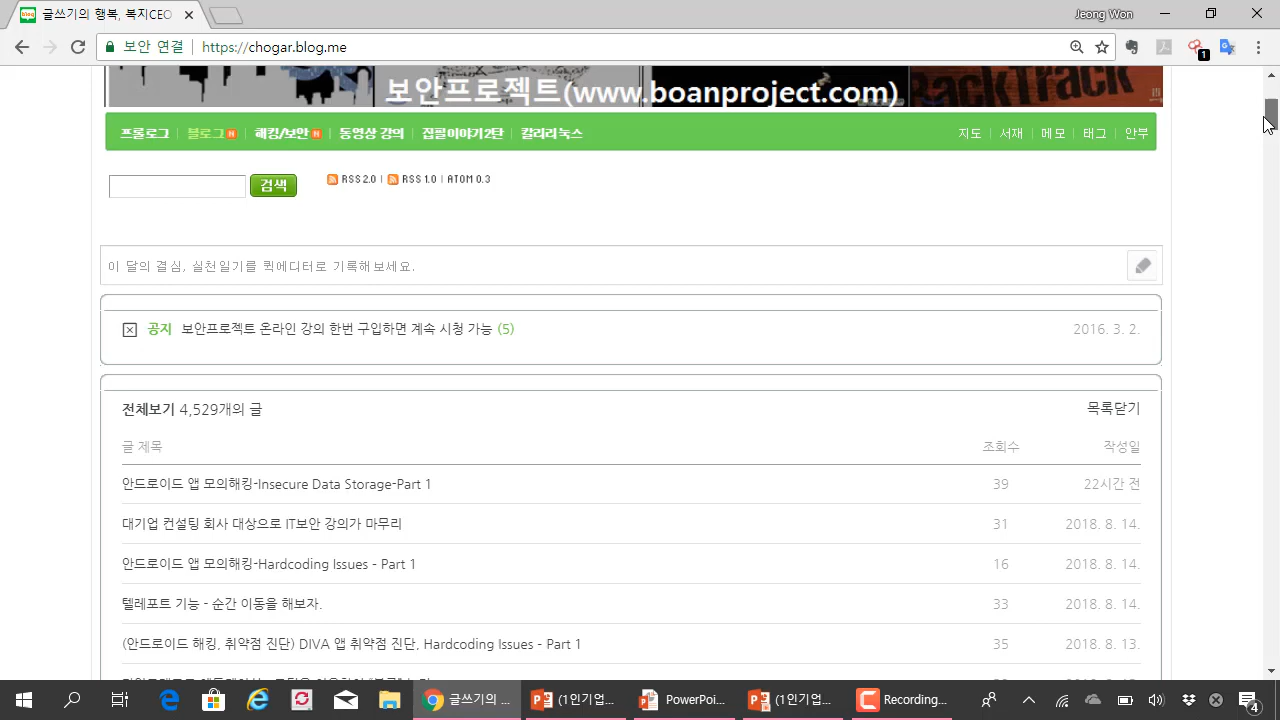 글쓰기의 행복, 복지CEO
Jeong Won
보안 연결
https://chogar.blog.me
1
보안프로젝트(www.boanproject.com)
BackTrack
프롤로그
블로그
해킹/보안
동영상 강의
집필이야기2탄
칼리리눅스
지도
서재
메모
태그
안부
검색
RSS 2.0 | RSS 1.0 | ATOM 0.3
이 달의 결심, 실천일기를 퀵에디터로 기록해보세요.
공지 보안프로젝트 온라인 강의 한번 구입하면 계속 시청 가능 (5) 2016. 3. 2.
전체보기 4,529개의 글 목록닫기
글 제목 조회수 작성일
안드로이드 앱 모의해킹-Insecure Data Storage-Part 1 39 22시간 전
대기업 컨설팅 회사 대상으로 IT보안 강의가 마무리 31 2018. 8. 14.
안드로이드 앱 모의해킹-Hardcoding Issues - Part 1 16 2018. 8. 14.
텔레포트 기능 - 순간 이동을 해보자. 33 2018. 8. 14.
(안드로이드 해킹, 취약점 진단) DIVA 앱 취약점 진단, Hardcoding Issues - Part 1 35 2018. 8. 13.
글쓰기의 ...
(1인기업...
PowerPoi...
(1인기업...
Recording...
4